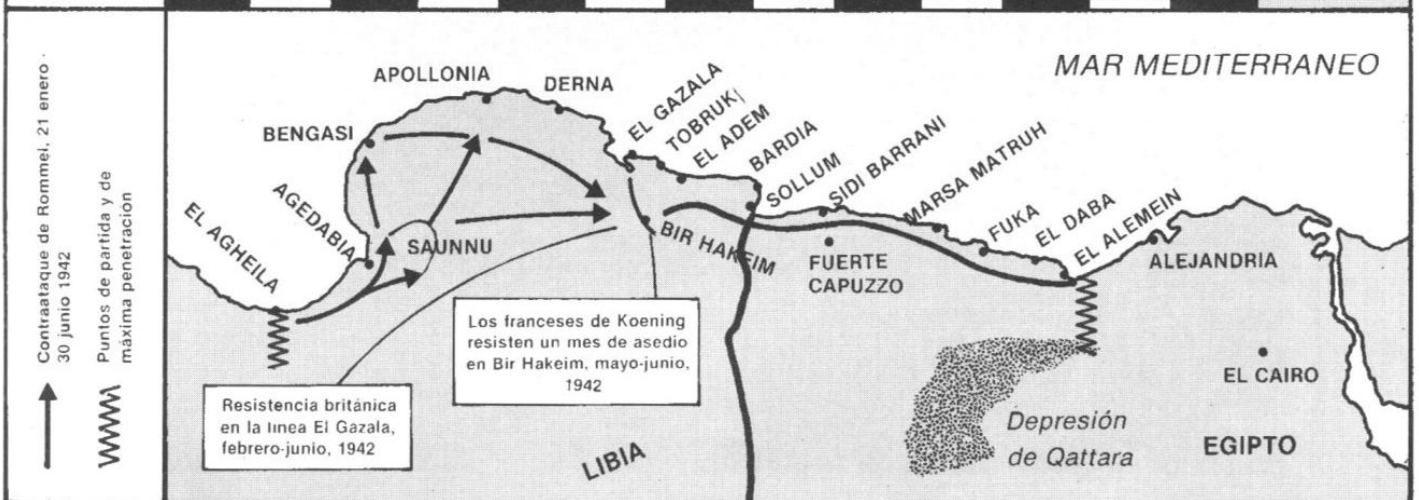 Contraataque de Rommel, 21 enero -
30 junio 1942
Puntos de partida y de
máxima penetración
MAR MEDITERRANEO
APOLLONIA
DERNA
BENGASI
EL GAZALA
TOBRUK
EL ADEM
BARDIA
SOLLUM
SIDI BARRANI
MARSA MATRUH
FUKA
EL DABA
EL ALEMEIN
ALEJANDRIA
EL AGHEILA
AGEDABIA
SAUNNU
BIR HAKEIM
FUERTE
CAPUZZO
Los franceses de Koening
resisten un mes de asedio
en Bir Hakeim, mayo-junio,
1942
Resistencia británica
en la línea El Gazala,
febrero-junio, 1942
EL CAIRO
Depresión
de Qattara
EGIPTO
LIBIA